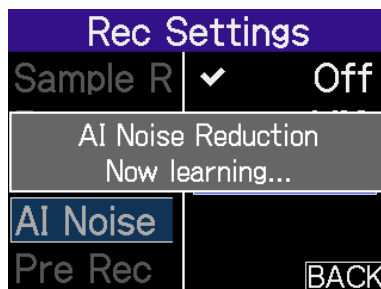 Rec Settings
Sample R
✔ Off
AI Noise Reduction
Now learning...
AI Noise
Pre Rec
BACK